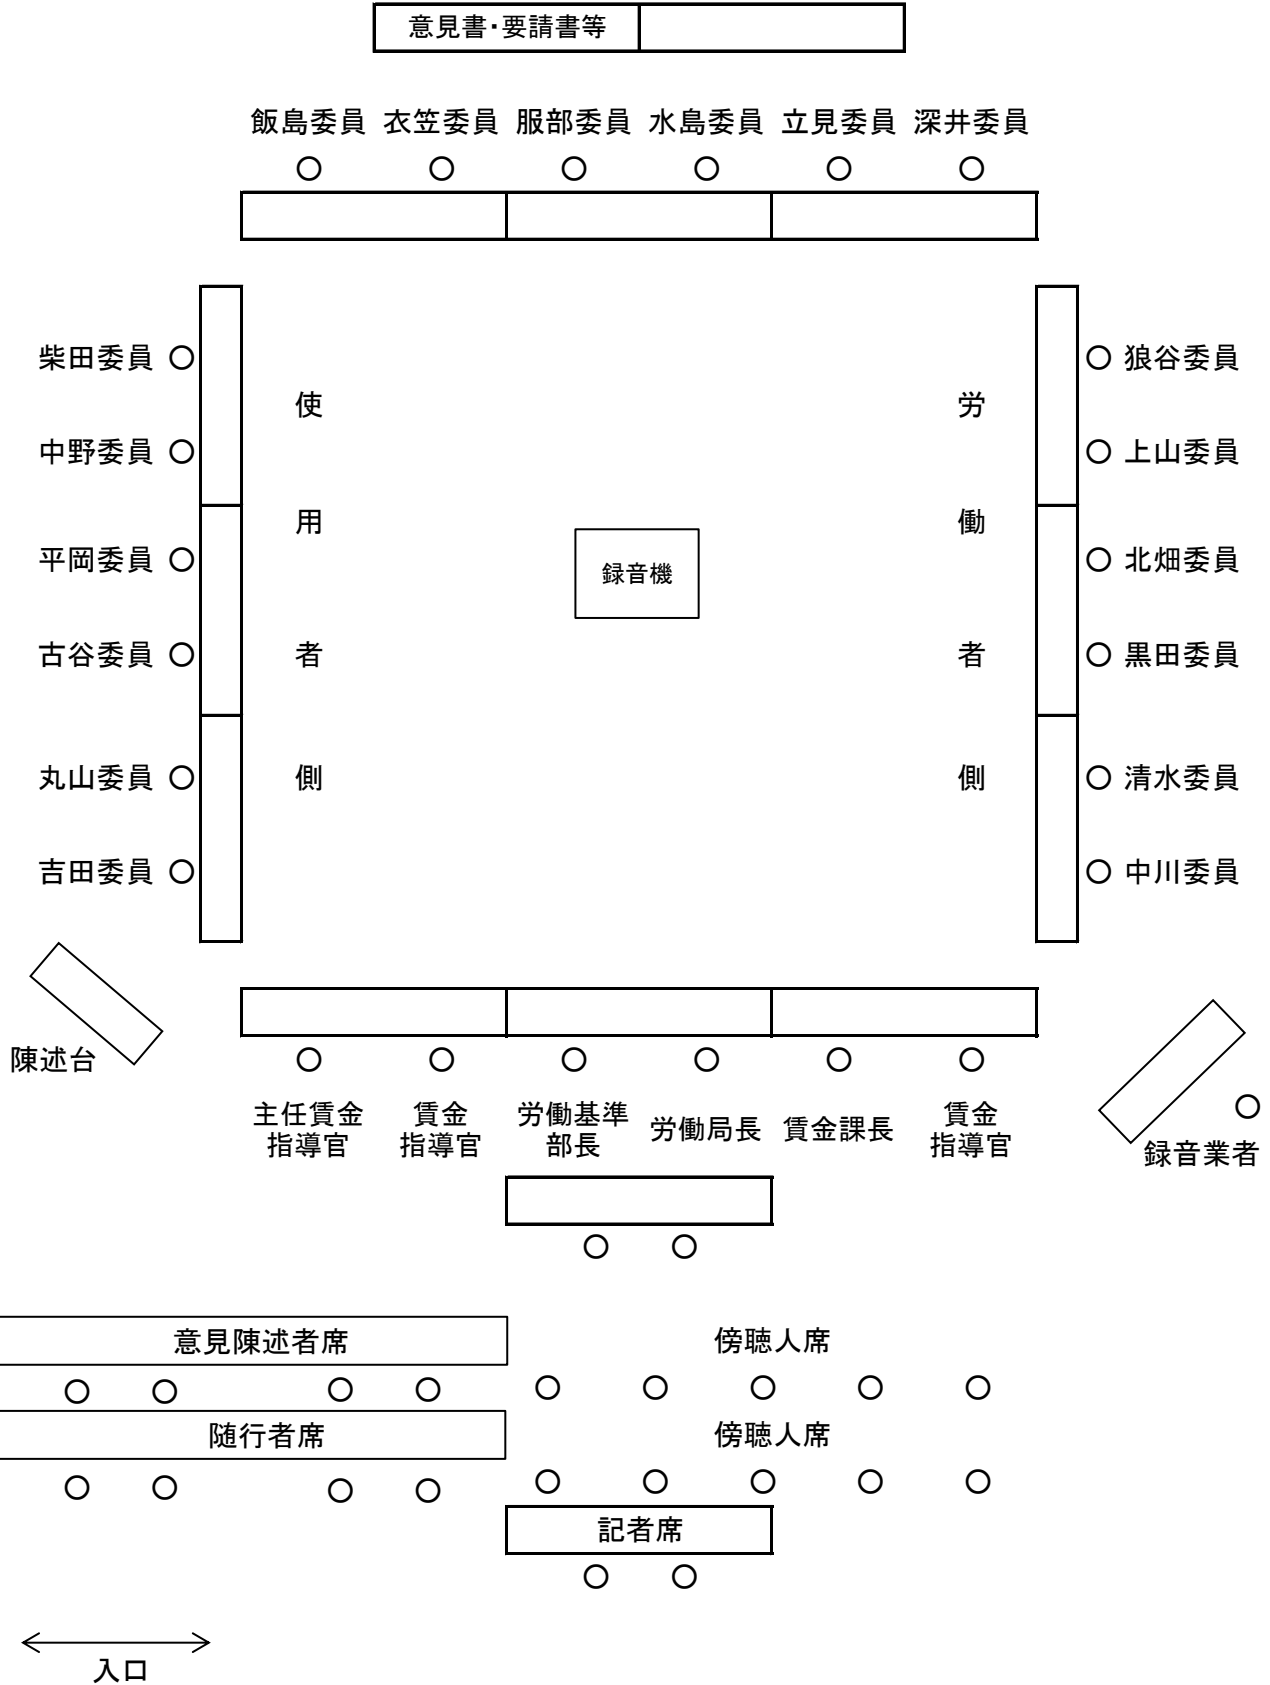 意見書・要請書等
飯島委員 衣笠委員 服部委員 水島委員 立見委員 深井委員
柴田委員
中野委員
平岡委員
古谷委員
丸山委員
吉田委員
使用者側
録音機
労働者側
狼谷委員
上山委員
北畑委員
黒田委員
清水委員
中川委員
陳述台
主任賃金
指導官
賃金
指導官
労働基準
部長
労働局長
賃金課長
賃金
指導官
録音業者
意見陳述者席
傍聴人席
随行者席
傍聴人席
記者席
入口